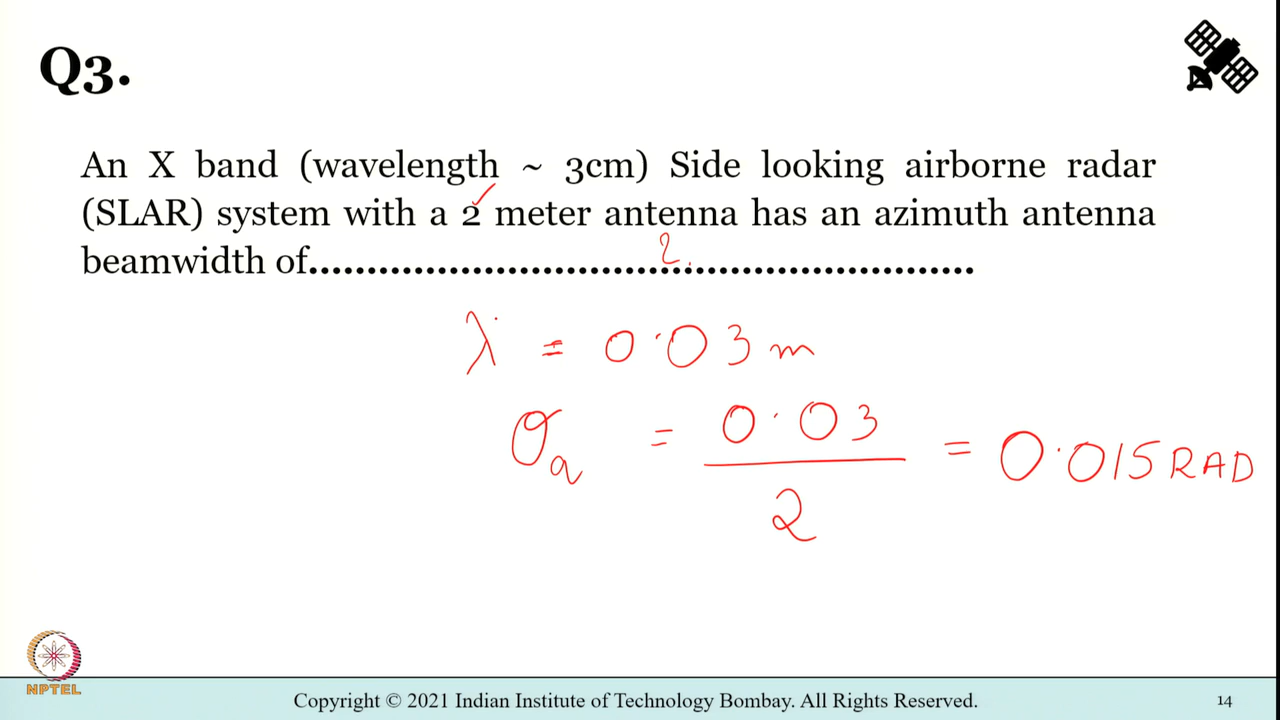 Q3.
An X band (wavelength ~ 3cm) Side looking airborne radar
(SLAR) system with a 2 meter antenna has an azimuth antenna
beamwidth of.........................................................
2.
λ = 0.03 m
θa = 0.03 / 2 = 0.015 RAD
NPTEL
Copyright © 2021 Indian Institute of Technology Bombay. All Rights Reserved.
14